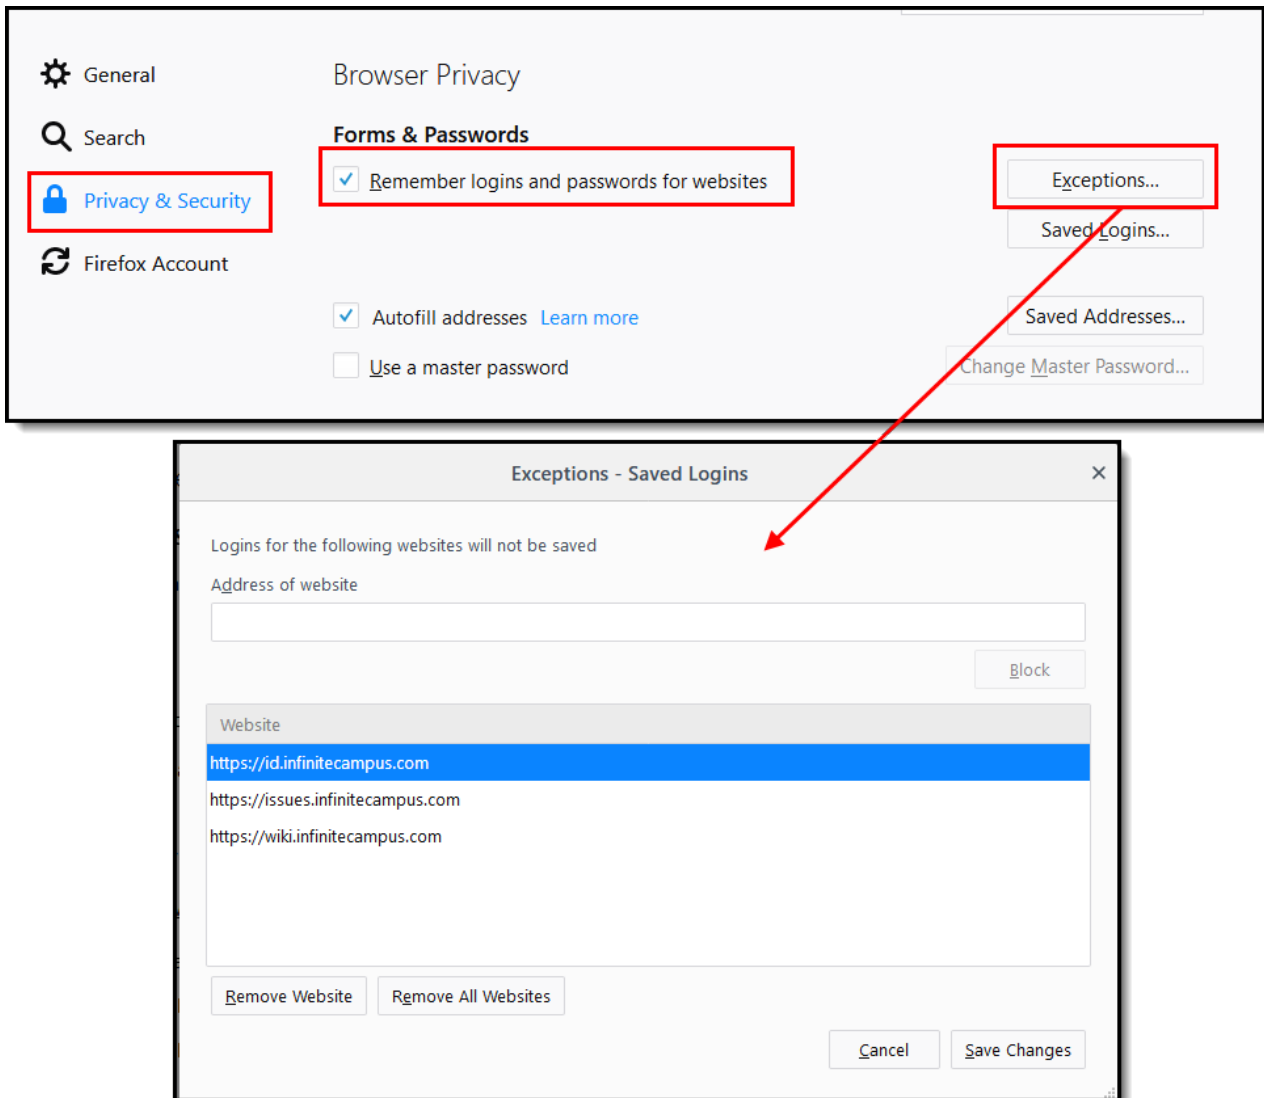 General
Search
Privacy & Security
Firefox Account
Browser Privacy
Forms & Passwords
Remember logins and passwords for websites
Exceptions...
Saved Logins...
Autofill addresses Learn more
Saved Addresses...
Use a master password
Change Master Password...
Exceptions - Saved Logins
Logins for the following websites will not be saved
Address of website
Block
Website
https://id.infinitecampus.com
https://issues.infinitecampus.com
https://wiki.infinitecampus.com
Remove Website
Remove All Websites
Cancel
Save Changes